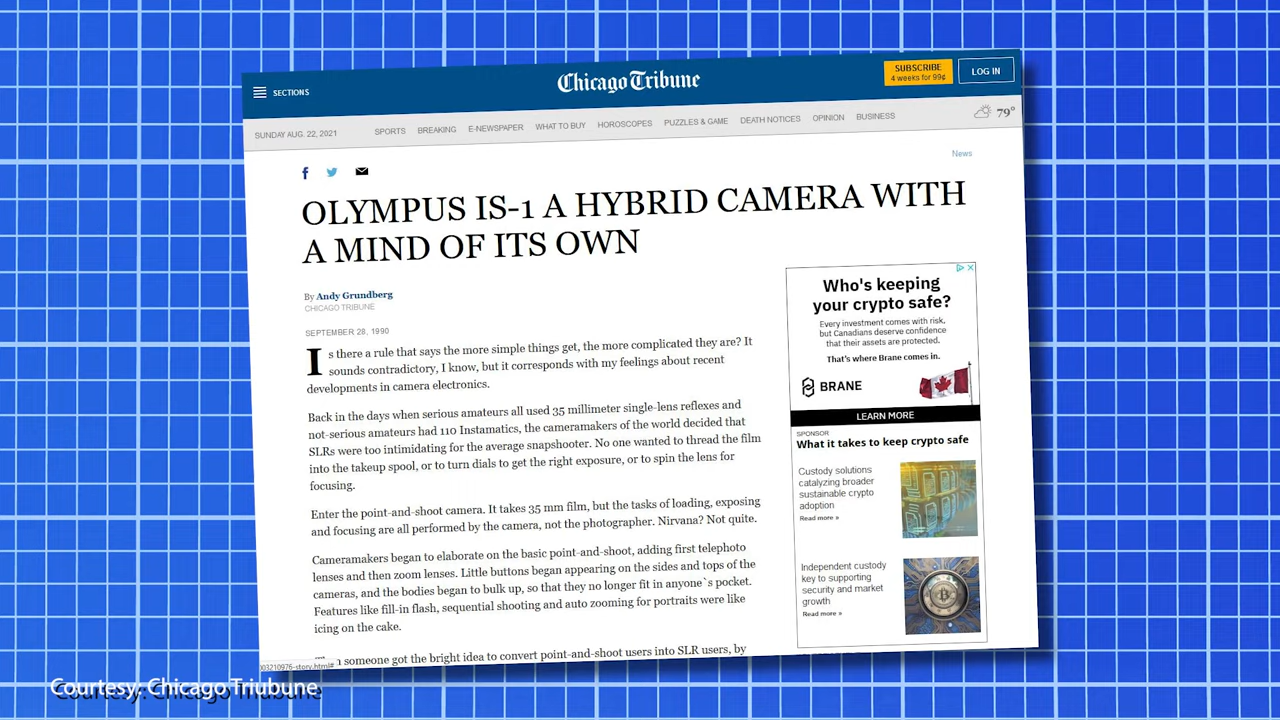 SECTIONS
Chicago Tribune
SUBSCRIBE
4 weeks for 99¢
LOG IN
SUNDAY AUG. 22, 2021
SPORTS BREAKING E-NEWSPAPER WHAT TO BUY HOROSCOPES PUZZLES & GAME DEATH NOTICES OPINION BUSINESS
79°
News
OLYMPUS IS-1 A HYBRID CAMERA WITH
A MIND OF ITS OWN
By Andy Grundberg
CHICAGO TRIBUNE
SEPTEMBER 28, 1990
Is there a rule that says the more simple things get, the more complicated they are? It
sounds contradictory, I know, but it corresponds with my feelings about recent
developments in camera electronics.
Back in the days when serious amateurs all used 35 millimeter single-lens reflexes and
not-serious amateurs had 110 Instamatics, the cameramakers of the world decided that
SLRs were too intimidating for the average snapshooter. No one wanted to thread the film
into the takeup spool, or to turn dials to get the right exposure, or to spin the lens for
focusing.
Enter the point-and-shoot camera. It takes 35 mm film, but the tasks of loading, exposing
and focusing are all performed by the camera, not the photographer. Nirvana? Not quite.
Cameramakers began to elaborate on the basic point-and-shoot, adding first telephoto
lenses and then zoom lenses. Little buttons began appearing on the sides and tops of the
cameras, and the bodies began to bulk up, so that they no longer fit in anyone`s pocket.
Features like fill-in flash, sequential shooting and auto zooming for portraits were like
icing on the cake.
someone got the bright idea to convert point-and-shoot users into SLR users, by
003210976-story.html#
Who's keeping
your crypto safe?
Every investment comes with risk,
but Canadians deserve confidence
that their assets are protected.
That's where Brane comes in.
BRANE
LEARN MORE
SPONSOR
What it takes to keep crypto safe
Custody solutions
catalyzing broader
sustainable crypto
adoption
Read more »
Independent custody
key to supporting
security and market
growth
Read more »
Courtesy: Chicago Triubune